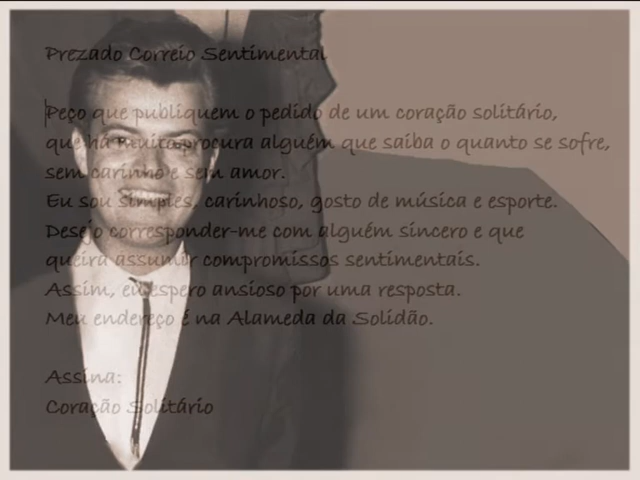 Prezado Correio Sentimental
Peço que publiquem o pedido de um coração solitário,
que há muito procura alguém que saiba o quanto se sofre,
sem carinho e sem amor.
Eu sou simples, carinhoso, gosto de música e esporte.
Desejo corresponder-me com alguém sincero e que
queira assumir compromissos sentimentais.
Assim, eu espero ansioso por uma resposta.
Meu endereço é na Alameda da Solidão.
Assina:
Coração Solitário